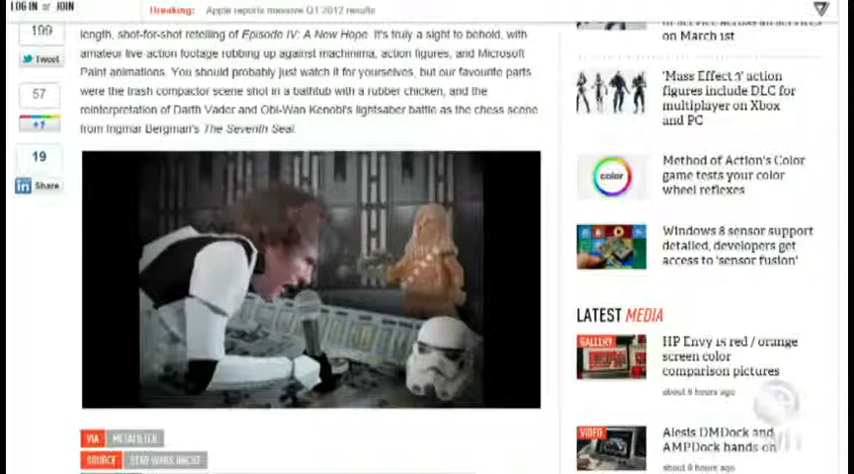 LOG IN or JOIN
Breaking: Apple reports massive Q1 2012 results
199
Tweet
57
+1
19
in Share
length, shot-for-shot retelling of Episode IV: A New Hope. It's truly a sight to behold, with
amateur live-action footage rubbing up against machinima, action figures, and Microsoft
Paint animations. You should probably just watch it for yourselves, but our favourite parts
were the trash compactor scene shot in a bathtub with a rubber chicken, and the
reinterpretation of Darth Vader and Obi-Wan Kenobi's lightsaber battle as the chess scene
from Ingmar Bergman's The Seventh Seal.
VIA METAFILTER
SOURCE STAR WARS UNCUT
on March 1st
'Mass Effect 3' action
figures include DLC for
multiplayer on Xbox
and PC
color
Method of Action's Color
game tests your color
wheel reflexes
Windows 8 sensor support
detailed, developers get
access to 'sensor fusion'
LATEST MEDIA
GALLERY
HP Envy 15 red / orange
screen color
comparison pictures
about 6 hours ago
VIDEO
Alesis DMDock and
AMPDock hands-on
about 8 hours ago